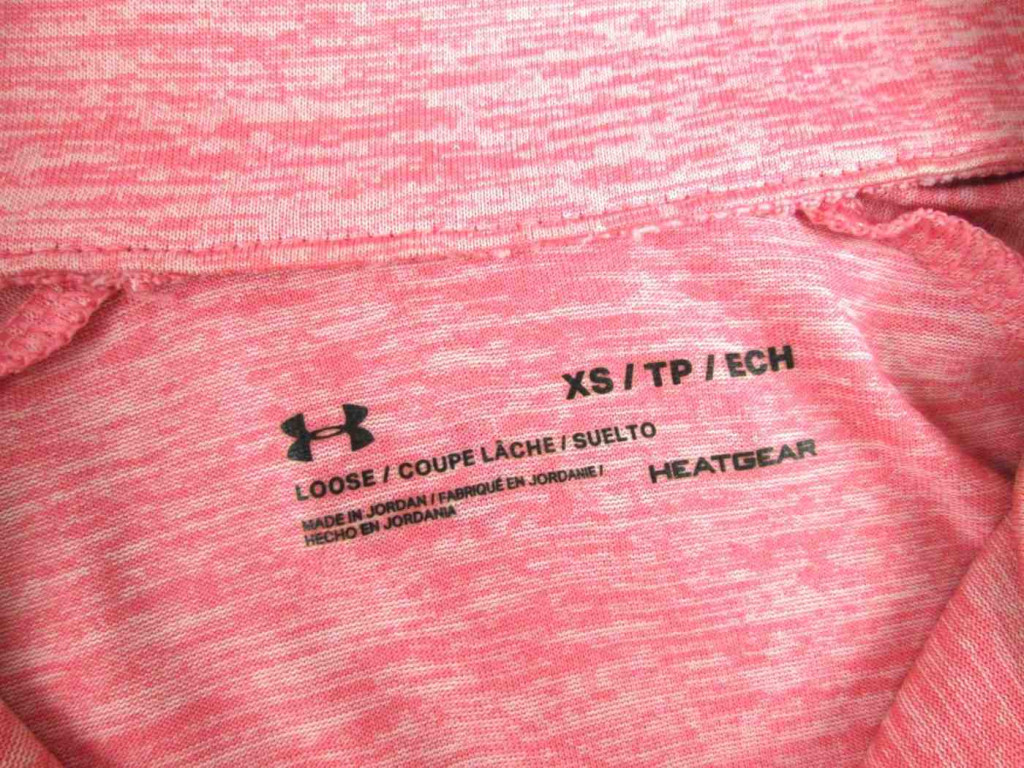 XS / TP / ECH
LOOSE / COUPE LÂCHE / SUELTO
HEATGEAR
MADE IN JORDAN / FABRIQUÉ EN JORDANIE /
HECHO EN JORDANIA